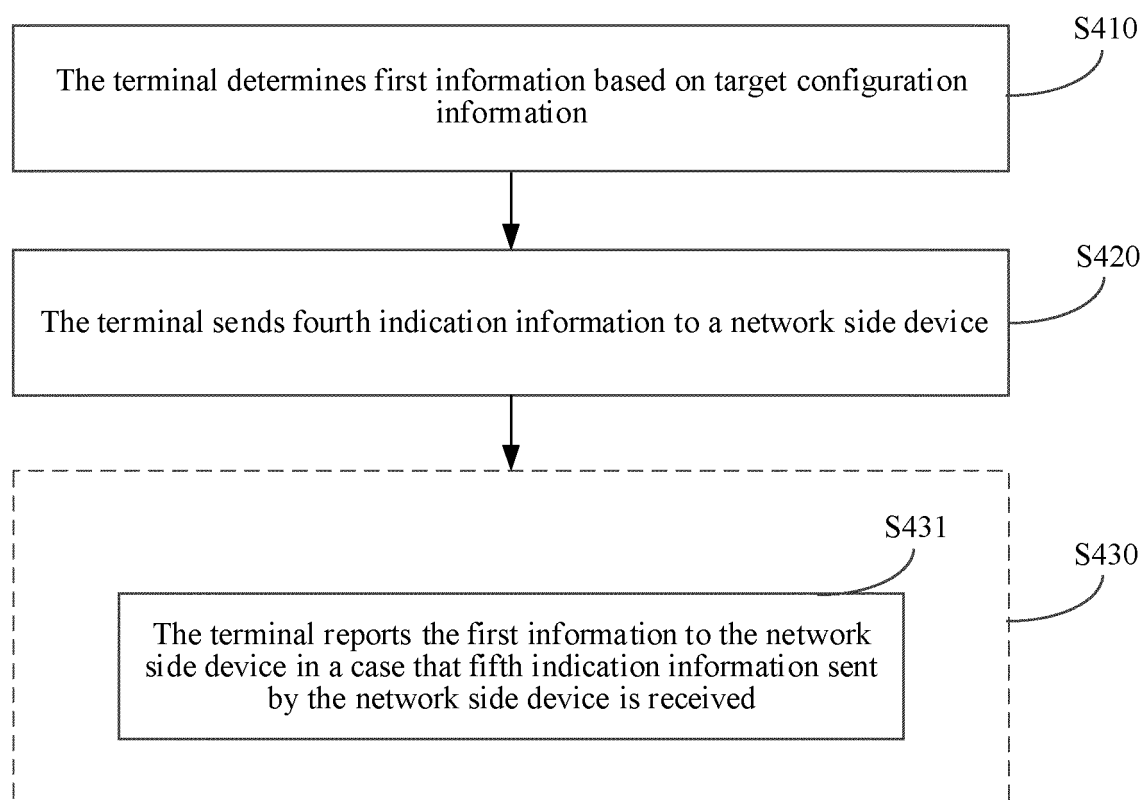 S410
The terminal determines first information based on target configuration
information
S420
The terminal sends fourth indication information to a network side device
S431
S430
The terminal reports the first information to the network
side device in a case that fifth indication information sent
by the network side device is received